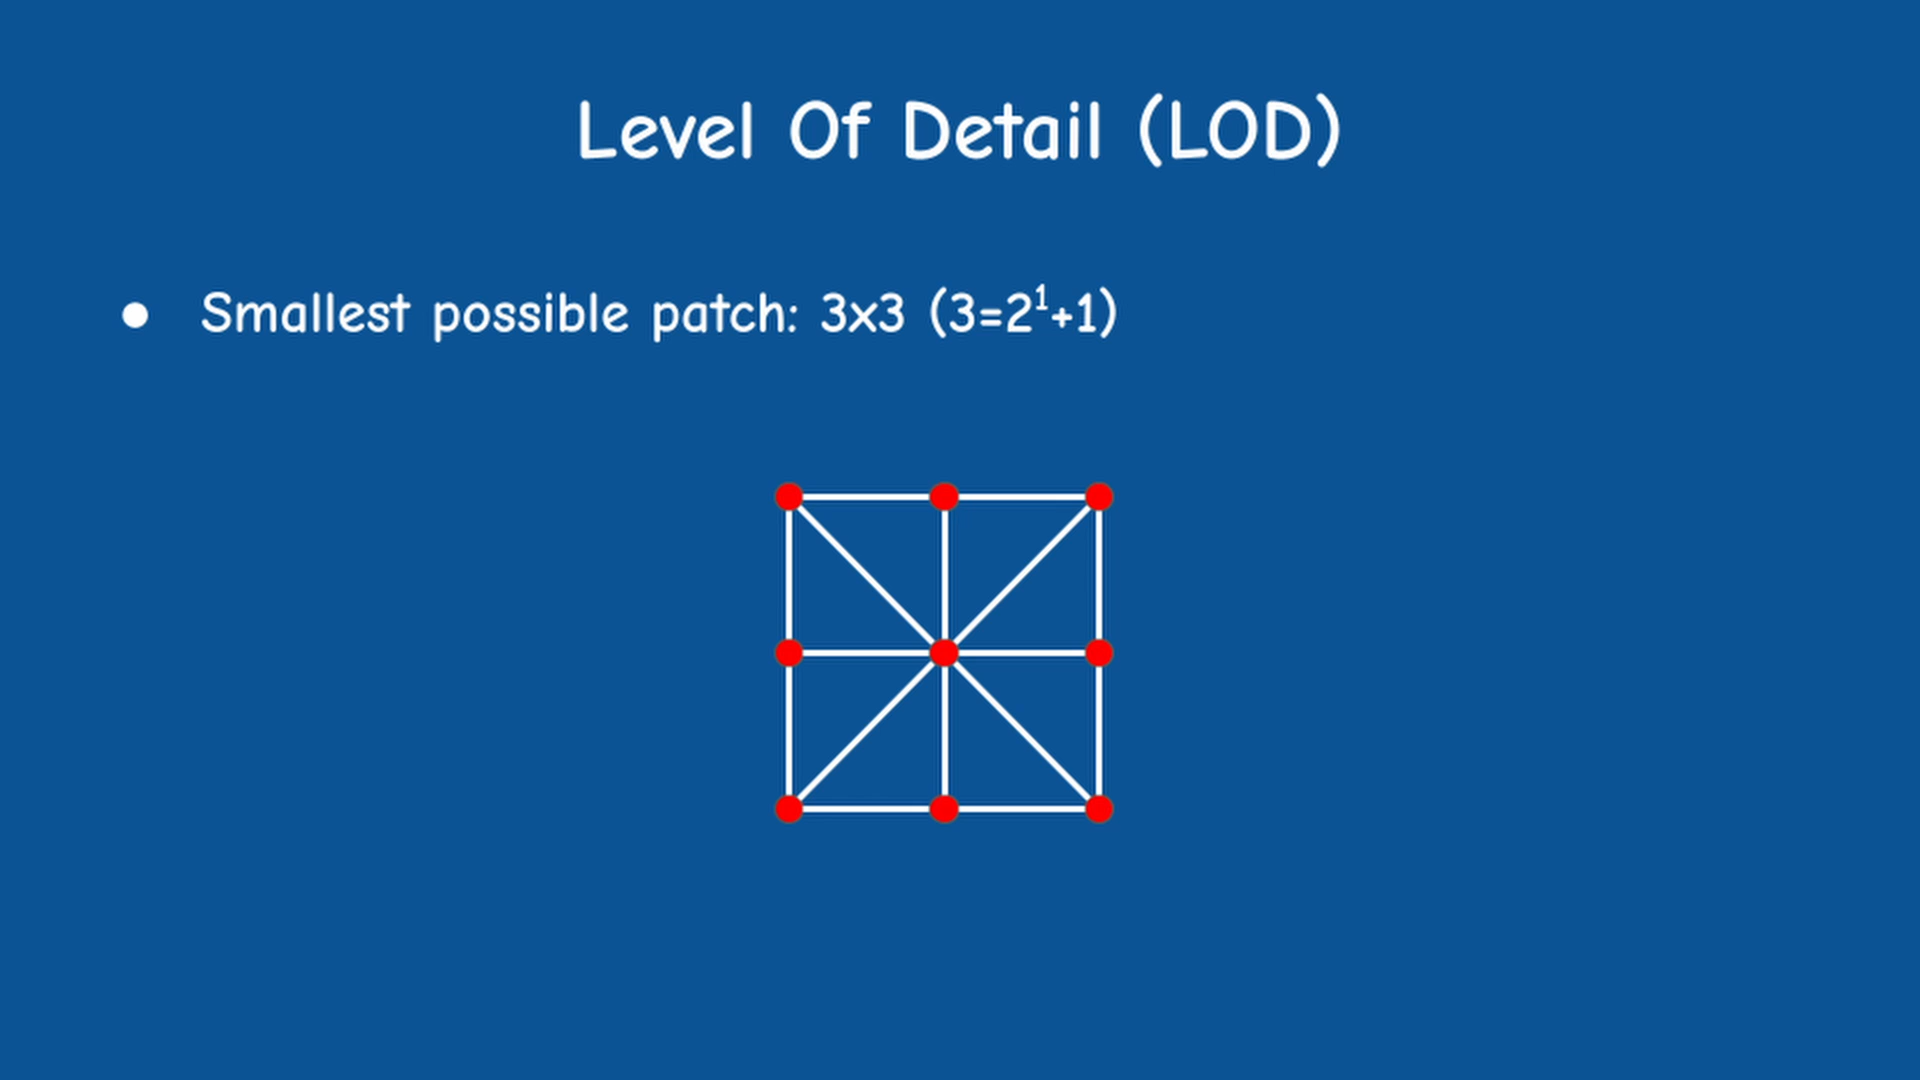 Level Of Detail (LOD)
● Smallest possible patch: 3x3 (3=2¹+1)